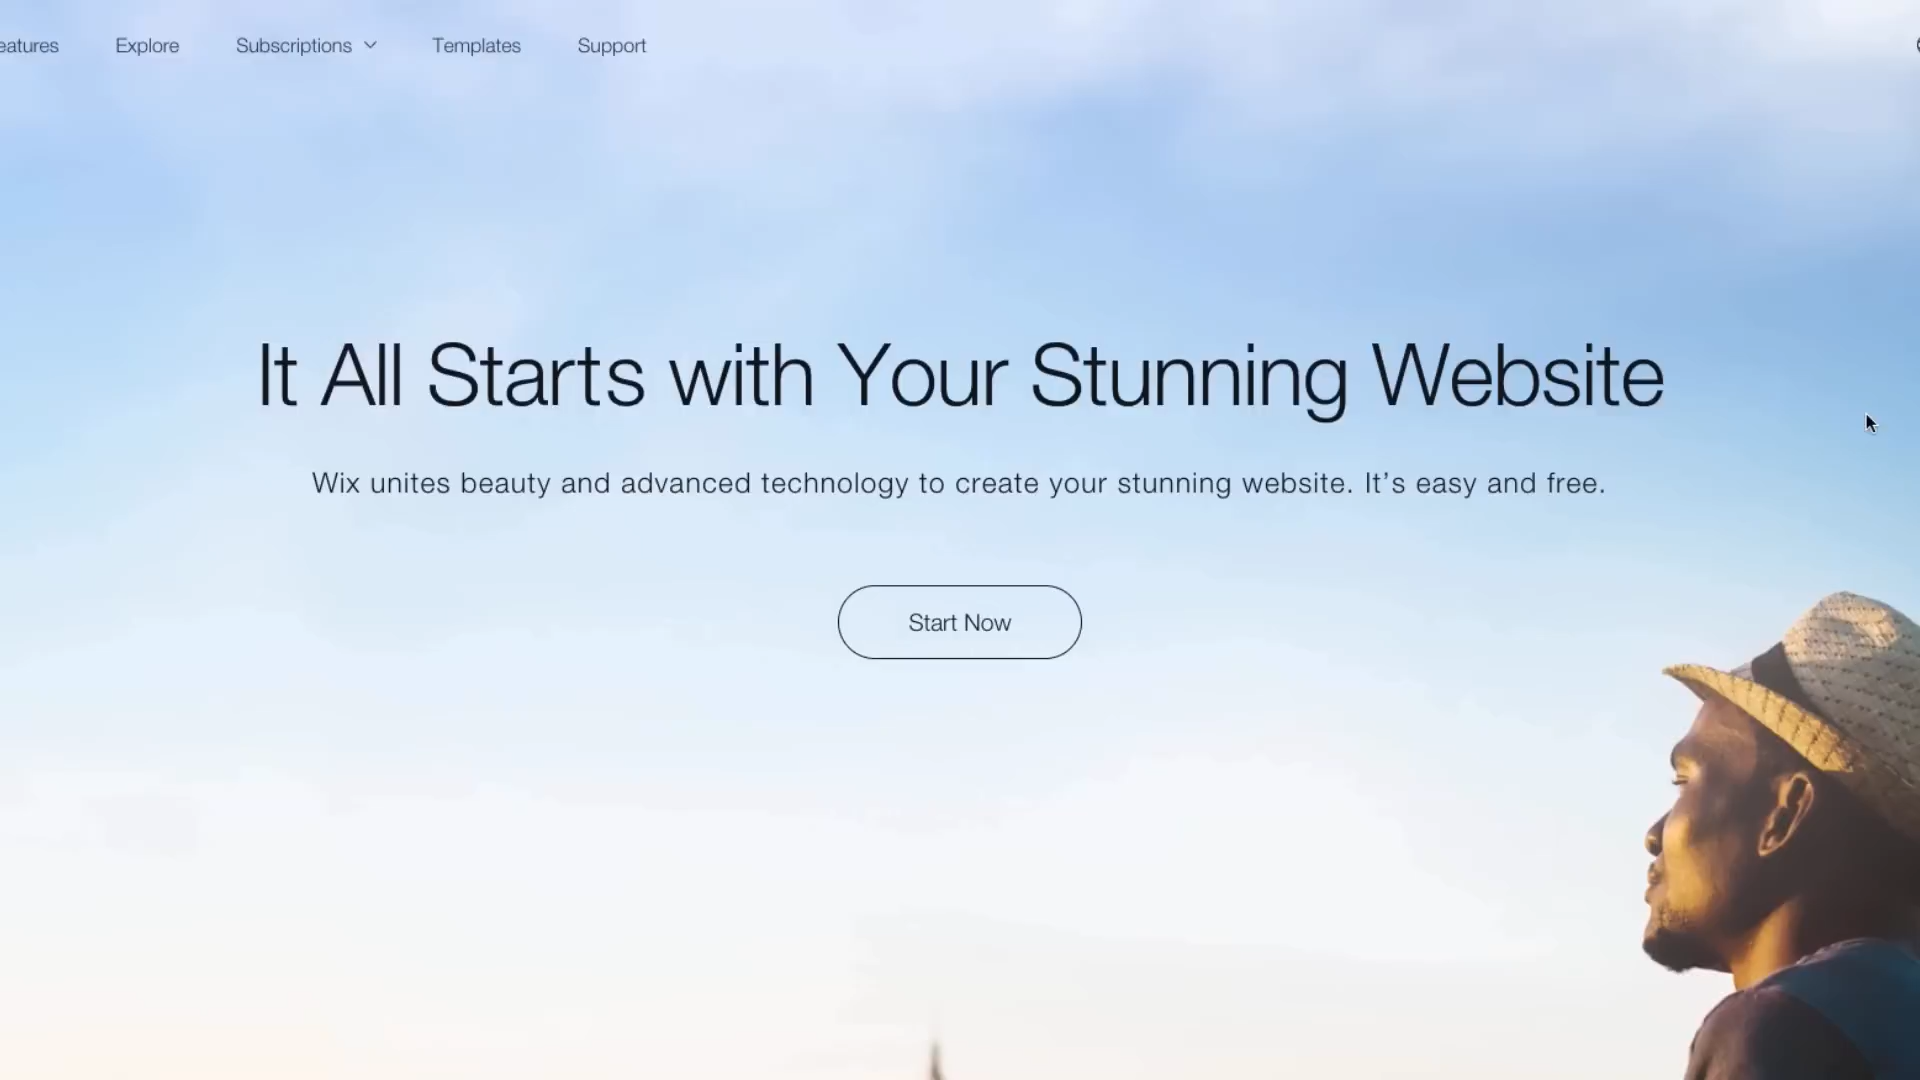 eatures Explore Subscriptions Templates Support
It All Starts with Your Stunning Website
Wix unites beauty and advanced technology to create your stunning website. It’s easy and free.
Start Now